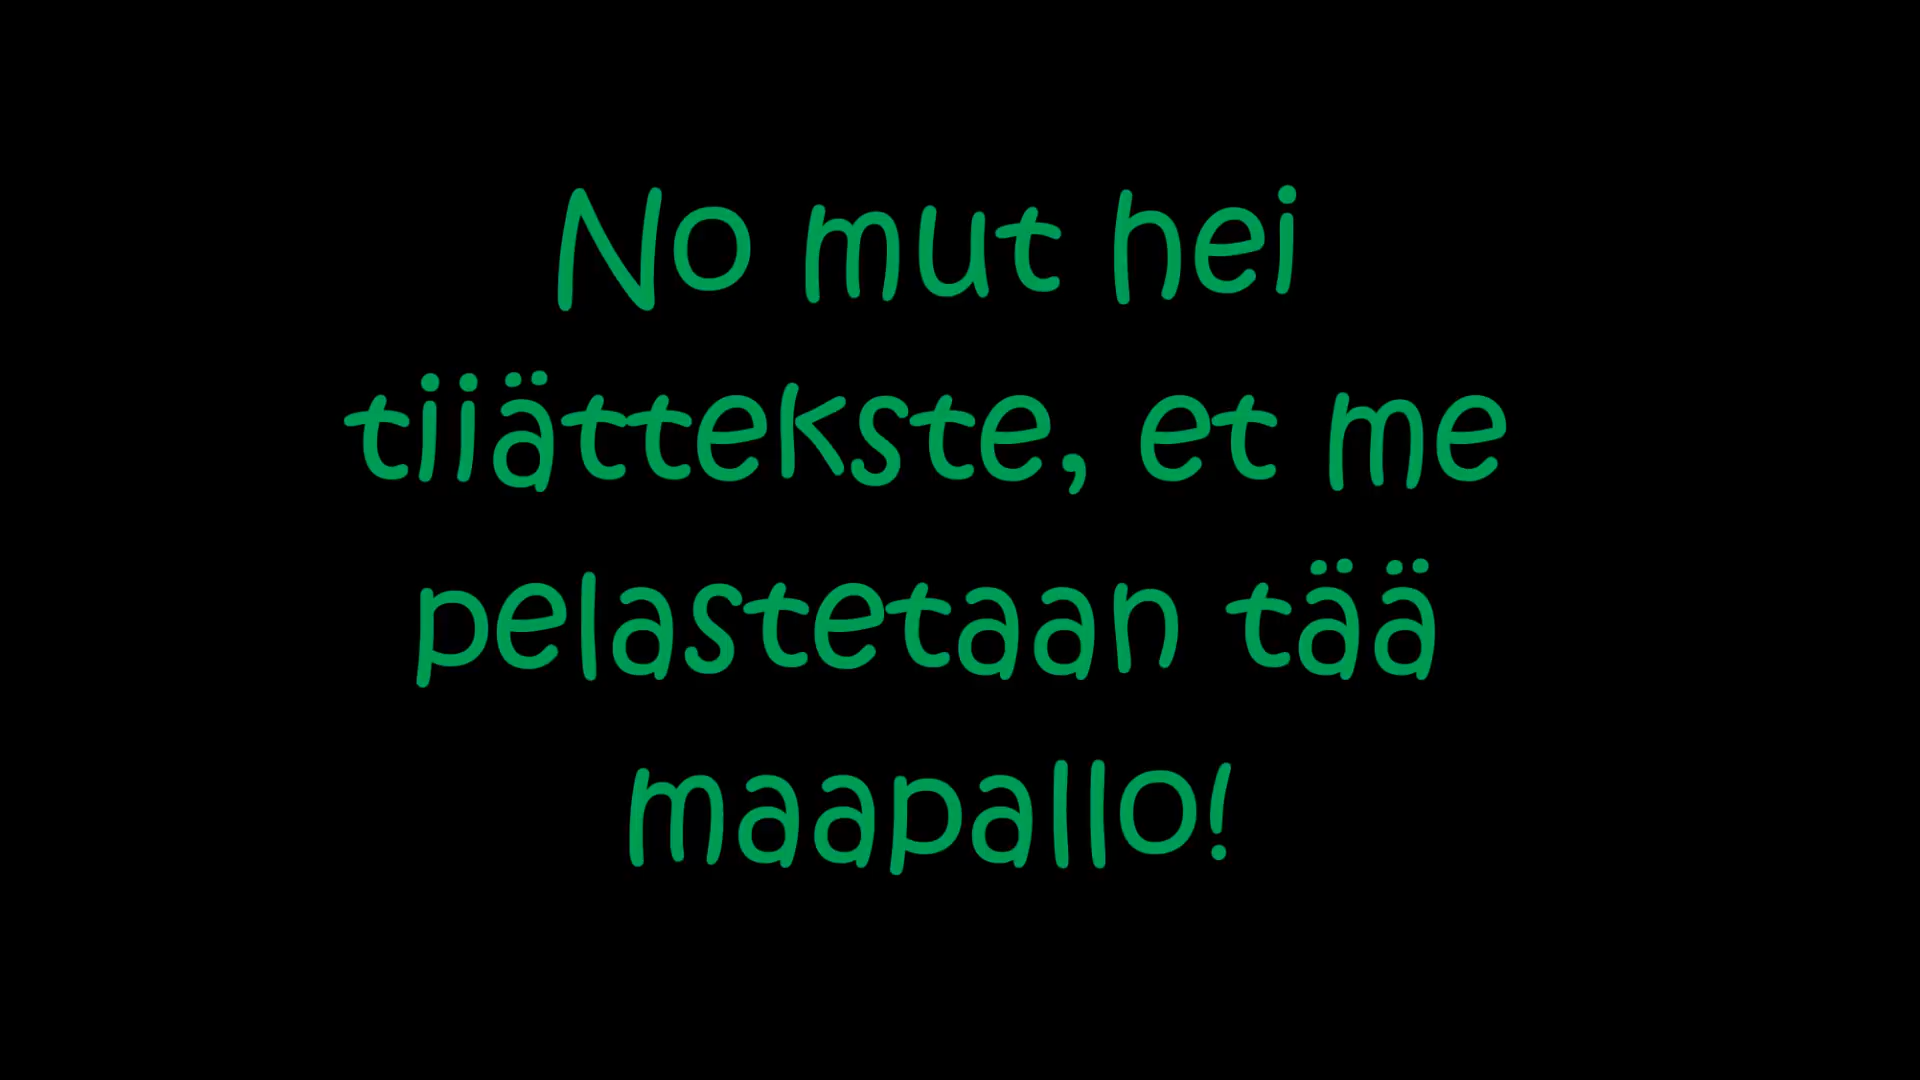 No mut hei
tiiättekste, et me
pelastetaan tää
maapallo!